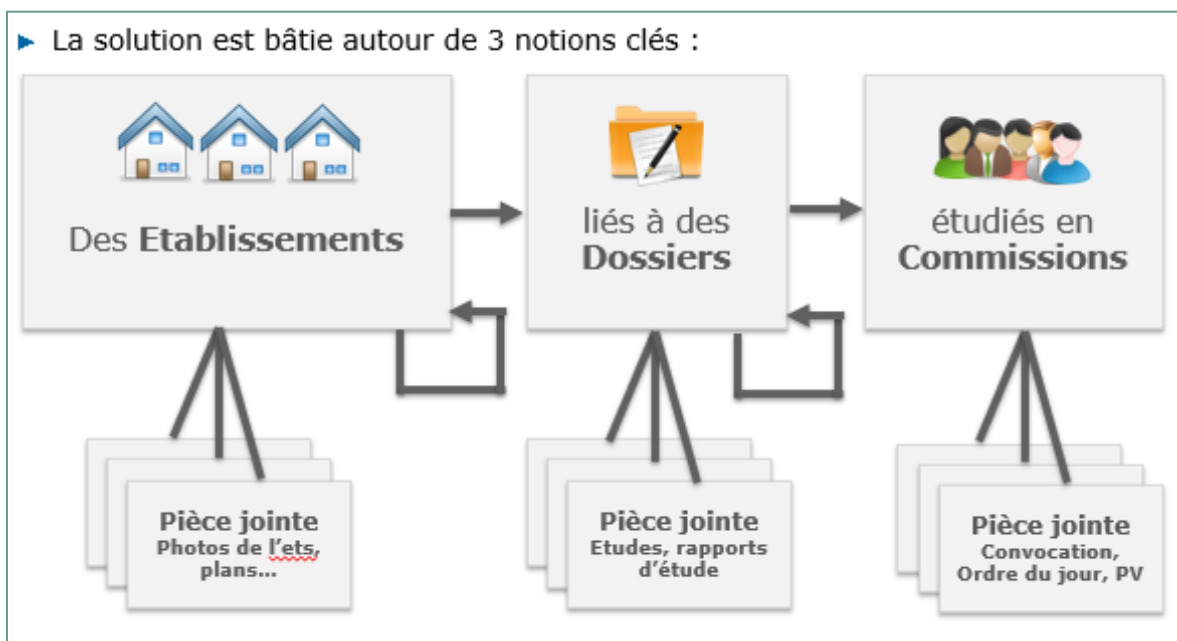 ► La solution est bâtie autour de 3 notions clés :
Des Etablissements
liés à des
Dossiers
étudiés en
Commissions
Pièce jointe
Photos de l'ets,
plans...
Pièce jointe
Etudes, rapports
d'étude
Pièce jointe
Convocation,
Ordre du jour, PV